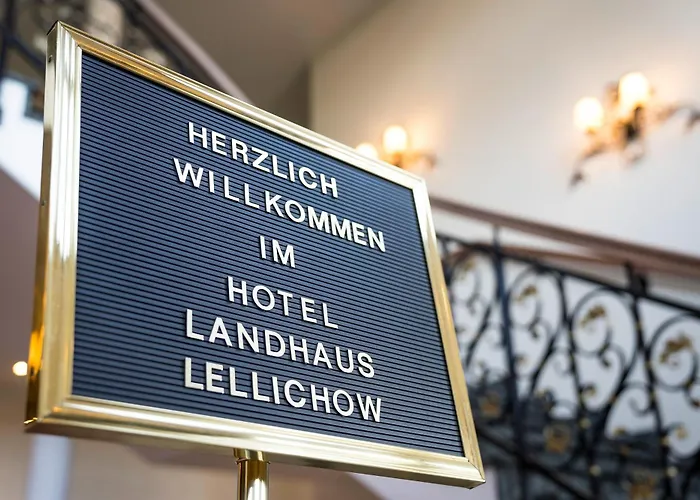 HERZLICH
WILLKOMMEN
IM
HOTEL
LANDHAUS
LELLICHOW